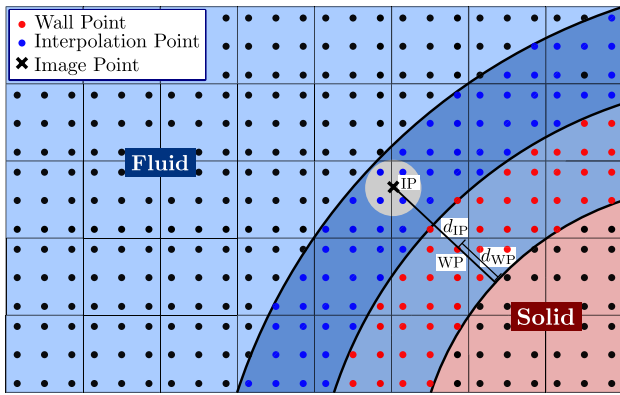 Wall Point
Interpolation Point
Image Point
Fluid
IP
d_IP
WP
d_WP
Solid